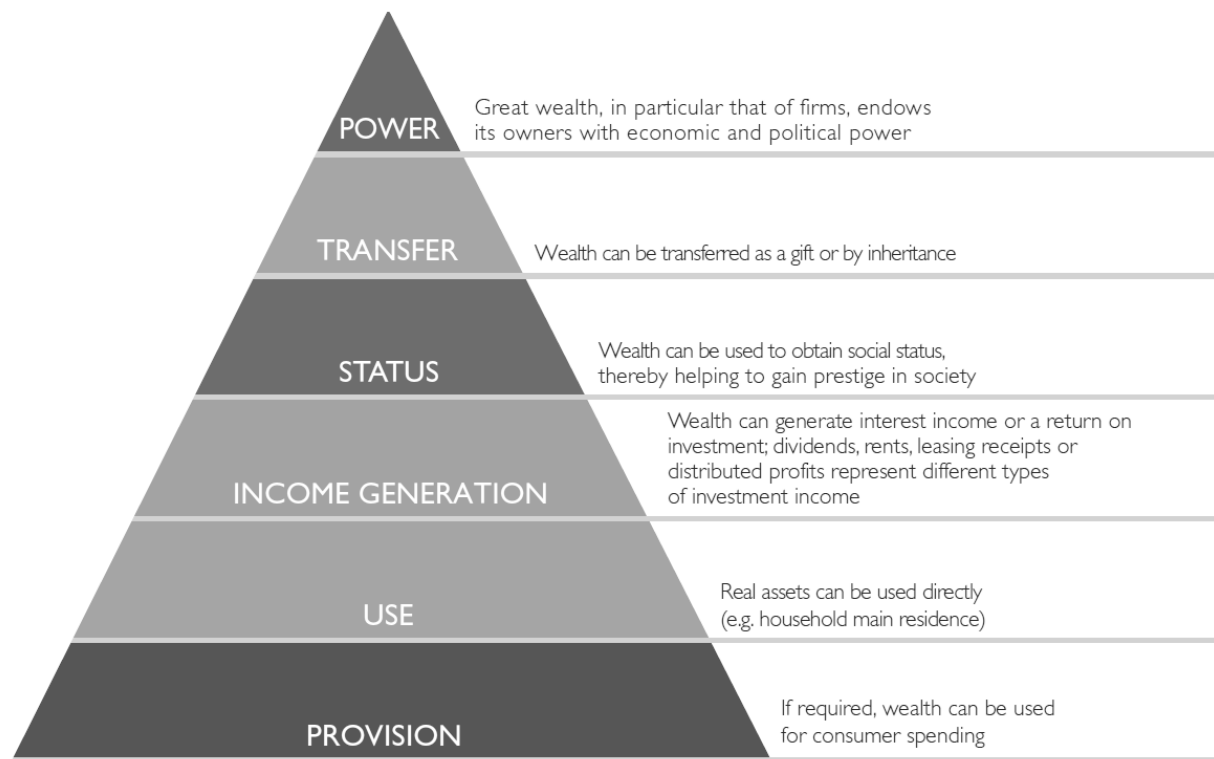 POWER
Great wealth, in particular that of firms, endows
its owners with economic and political power
TRANSFER
Wealth can be transferred as a gift or by inheritance
STATUS
Wealth can be used to obtain social status,
thereby helping to gain prestige in society
INCOME GENERATION
Wealth can generate interest income or a return on
investment; dividends, rents, leasing receipts or
distributed profits represent different types
of investment income
USE
Real assets can be used directly
(e.g. household main residence)
PROVISION
If required, wealth can be used
for consumer spending